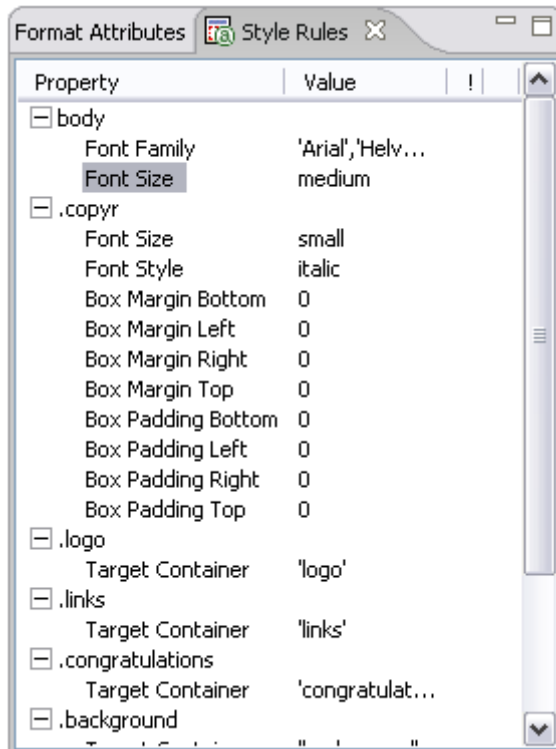 Format Attributes Style Rules
Property Value !
body
Font Family 'Arial','Helv...
Font Size medium
.copyr
Font Size small
Font Style italic
Box Margin Bottom 0
Box Margin Left 0
Box Margin Right 0
Box Margin Top 0
Box Padding Bottom 0
Box Padding Left 0
Box Padding Right 0
Box Padding Top 0
.logo
Target Container 'logo'
.links
Target Container 'links'
.congratulations
Target Container 'congratulat...
.background